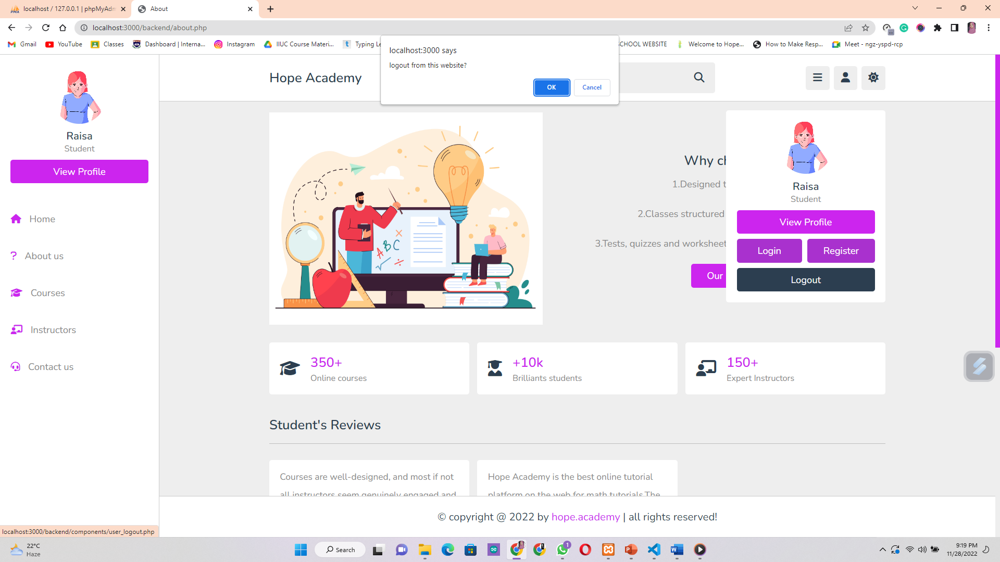 localhost / 127.0.0.1 | phpMyAdm
About
localhost:3000/backend/about.php
Gmail
YouTube
Classes
Dashboard | Interna...
Instagram
IIUC Course Materi...
Typing Le
SCHOOL WEBSITE
Welcome to Hope...
How to Make Resp...
Meet - ngz-yspd-rcp
localhost:3000 says
logout from this website?
OK
Cancel
Hope Academy
Raisa
Student
View Profile
Home
? About us
Courses
Instructors
Contact us
A B C
Why ch
1.Designed t
2.Classes structured
3.Tests, quizzes and worksheet
Our
Raisa
Student
View Profile
Login
Register
Logout
350+
Online courses
+10k
Brilliants students
150+
Expert Instructors
Student's Reviews
Courses are well-designed, and most if not
all instructors seem genuinely engaged and
Hope Academy is the best online tutorial
platform on the web for math tutorials.The
© copyright @ 2022 by hope.academy | all rights reserved!
localhost:3000/backend/components/user_logout.php
22°C
Haze
Search
1
9:19 PM
11/28/2022